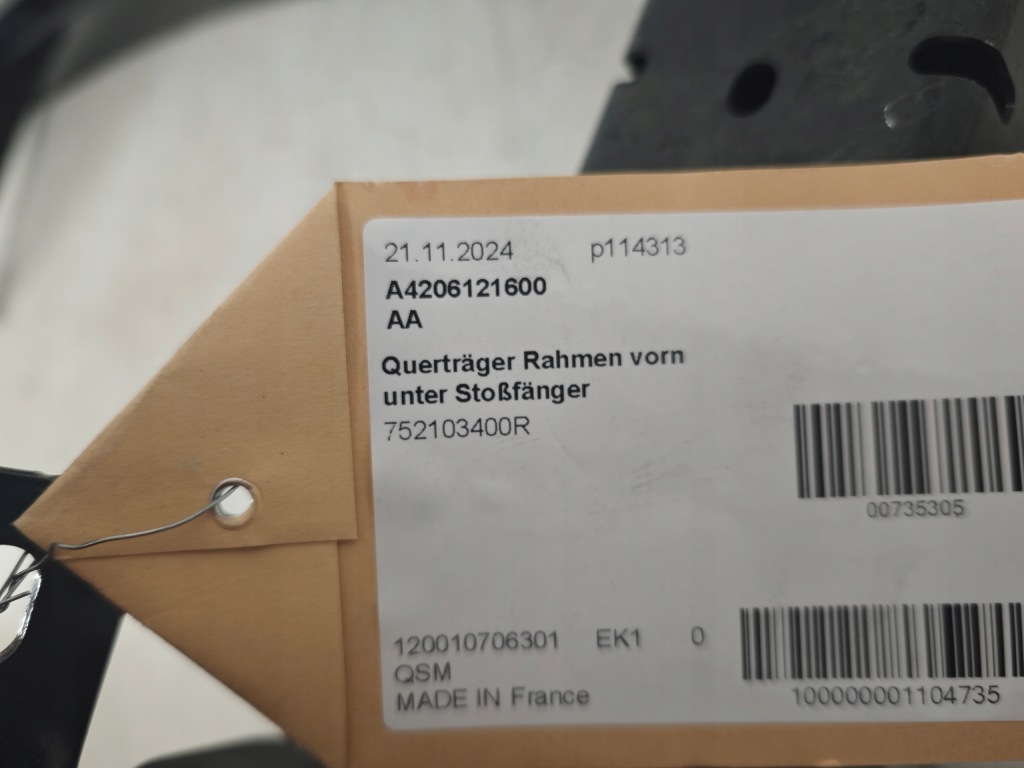 21.11.2024 p114313
A4206121600
AA
Querträger Rahmen vorn
unter Stoßfänger
752103400R
00735305
120010706301 EK1 0
QSM
MADE IN France
100000001104735